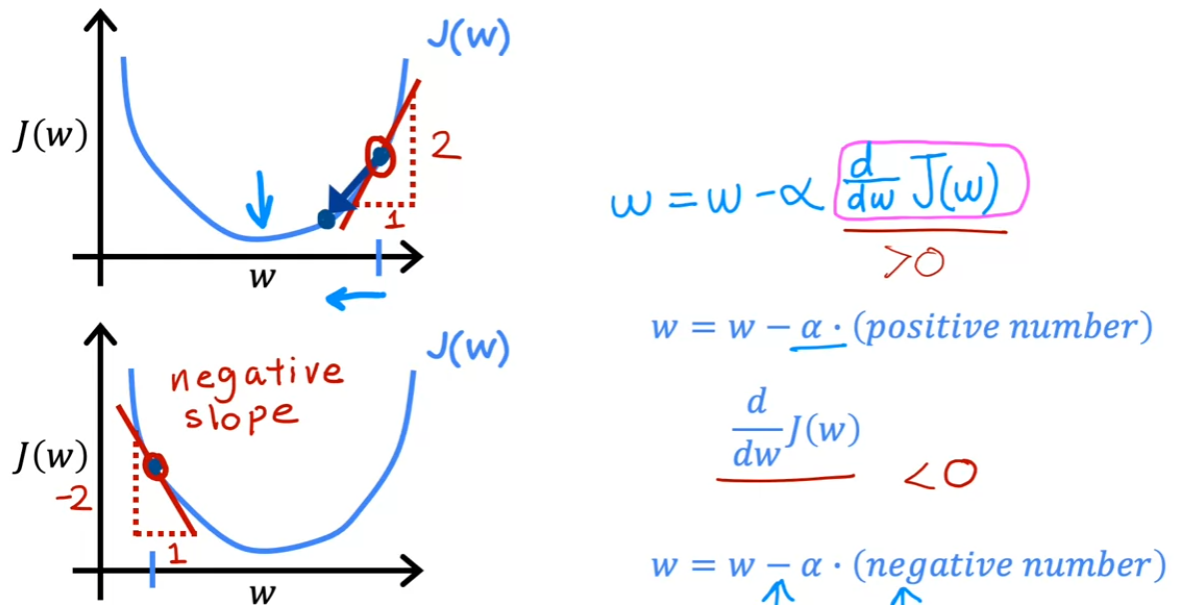 J(w)
J(w)
2
1
w
w = w - α d/dw J(w)
>0
w = w − α · (positive number)
J(w)
negative
slope
J(w)
-2
1
w
d/dw J(w) <0
w = w − α · (negative number)